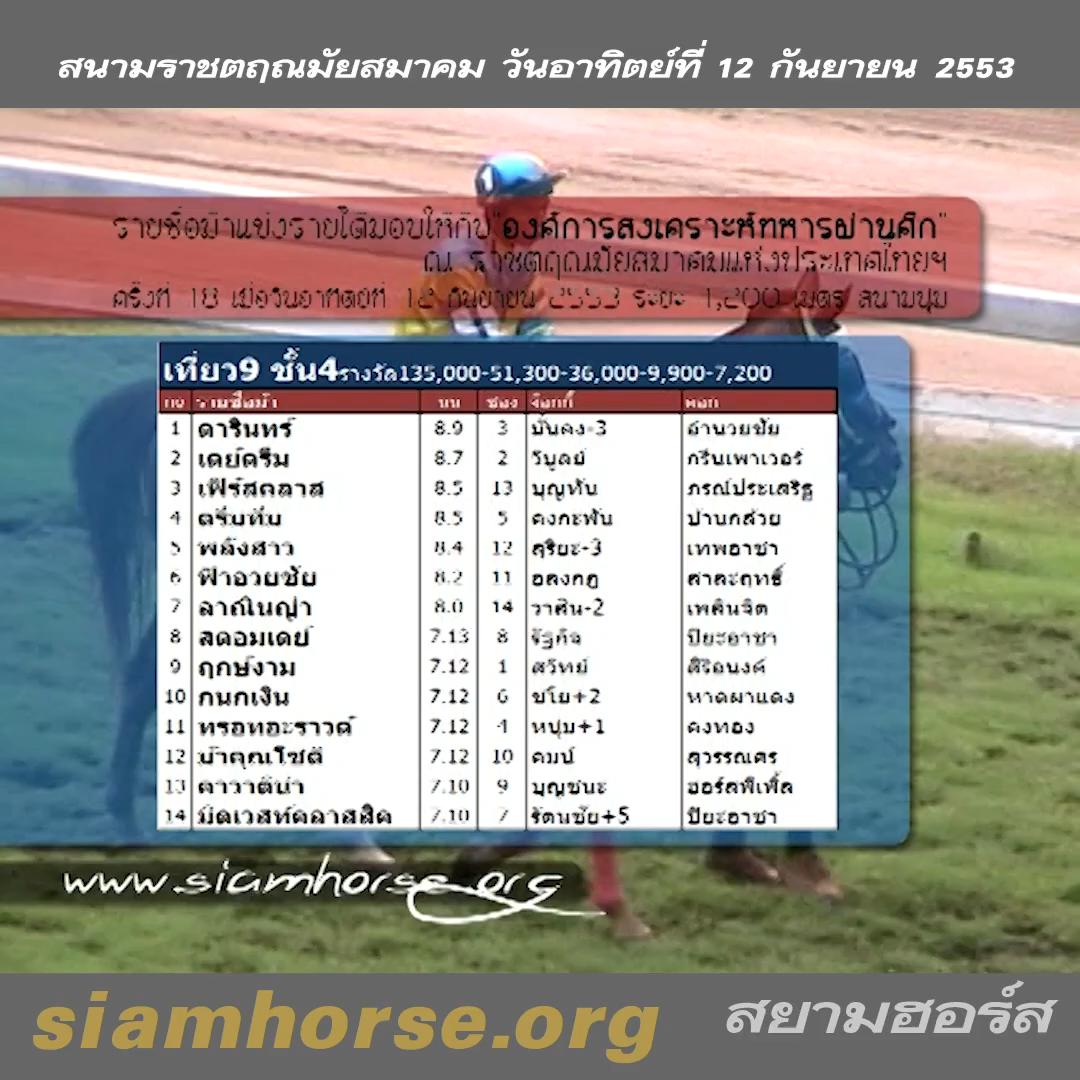 สนามราชตฤณมัยสมาคม วันอาทิตย์ที่ 12 กันยายน 2553
1
รายชื่อม้าแข่งรายได้มอบให้กับ"องค์การสงเคราะห์ทหารผ่านศึก"
ณ ราชตฤณมัยสมาคมแห่งประเทศไทยฯ
ครั้งที่ 18 เมื่อวันอาทิตย์ที่ 12 กันยายน 2553 ระยะ 1,200 เมตร สนามนุ่ม
เที่ยว9 ชั้น4รางวัล135,000-51,300-36,000-9,900-7,200
no รายชื่อม้า นน ซอง จ๊อกกี้ คอก
1 ดารินทร์ 8.9 3 มั่นคง-3 อำนวยชัย
2 เดย์ดรีม 8.7 2 วิบูลย์ กรีนเพาเวอร์
3 เฟิร์สคลาส 8.5 13 บุญทัน ภรณ์ประเสริฐ
4 ดรีมทีม 8.5 5 คงกะพัน ป่านกล้วย
5 พลังสาว 8.4 12 สุริยะ-3 เทพอาชา
6 ฟ้าอวยชัย 8.2 11 อลงกฎ
7 ลาณีโนญ่า 8.0 14 วาศิน-2 เพลินจิต
8 สตอมเดย์ 7.13 8 รัฐกิจ ปิยะอาชา
9 ฤกษ์งาม 7.12 1 สุวิทย์ สิริอนงค์
10 กนกเงิน 7.12 6 ชโย+2 หาดผาแดง
11 ทรอทอะราวด์ 7.12 4 หนุ่ม+1 คงทอง
12 ม้าคุณโชติ 7.12 10 คมน์ สุวรรณศร
13 คาวาติน่า 7.10 9 บุญชนะ ฮอร์สพีเพิ้ล
14 มิดเวสท์คลาสสิค 7.10 7 รัตนชัย+5 ปิยะอาชา
www.siamhorse.org
siamhorse.org สยามฮอร์ส